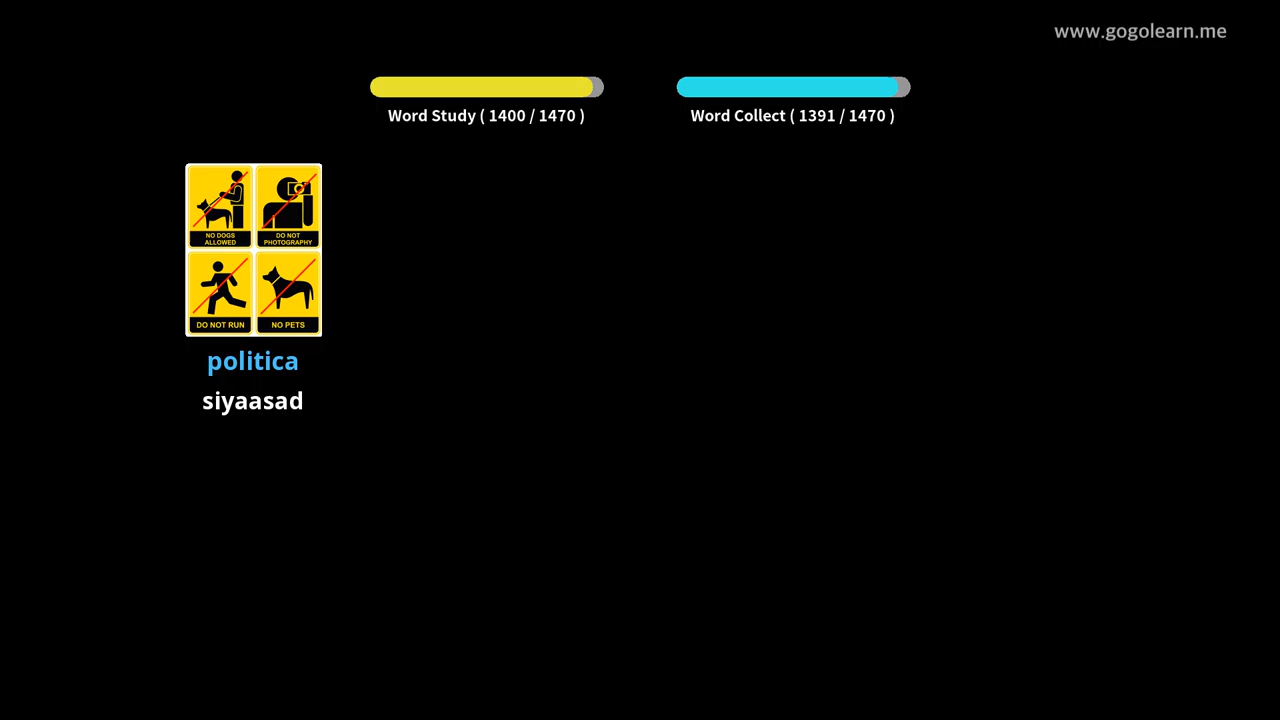 www.gogolearn.me
Word Study ( 1400 / 1470 )
Word Collect ( 1391 / 1470 )
NO DOGS
ALLOWED
DO NOT
PHOTOGRAPHY
DO NOT RUN
NO PETS
politica
siyaasad